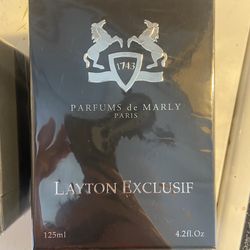 1743
PARFUMS de MARLY
PARIS
LAYTON EXCLUSIF
125ml 4.2fl.Oz